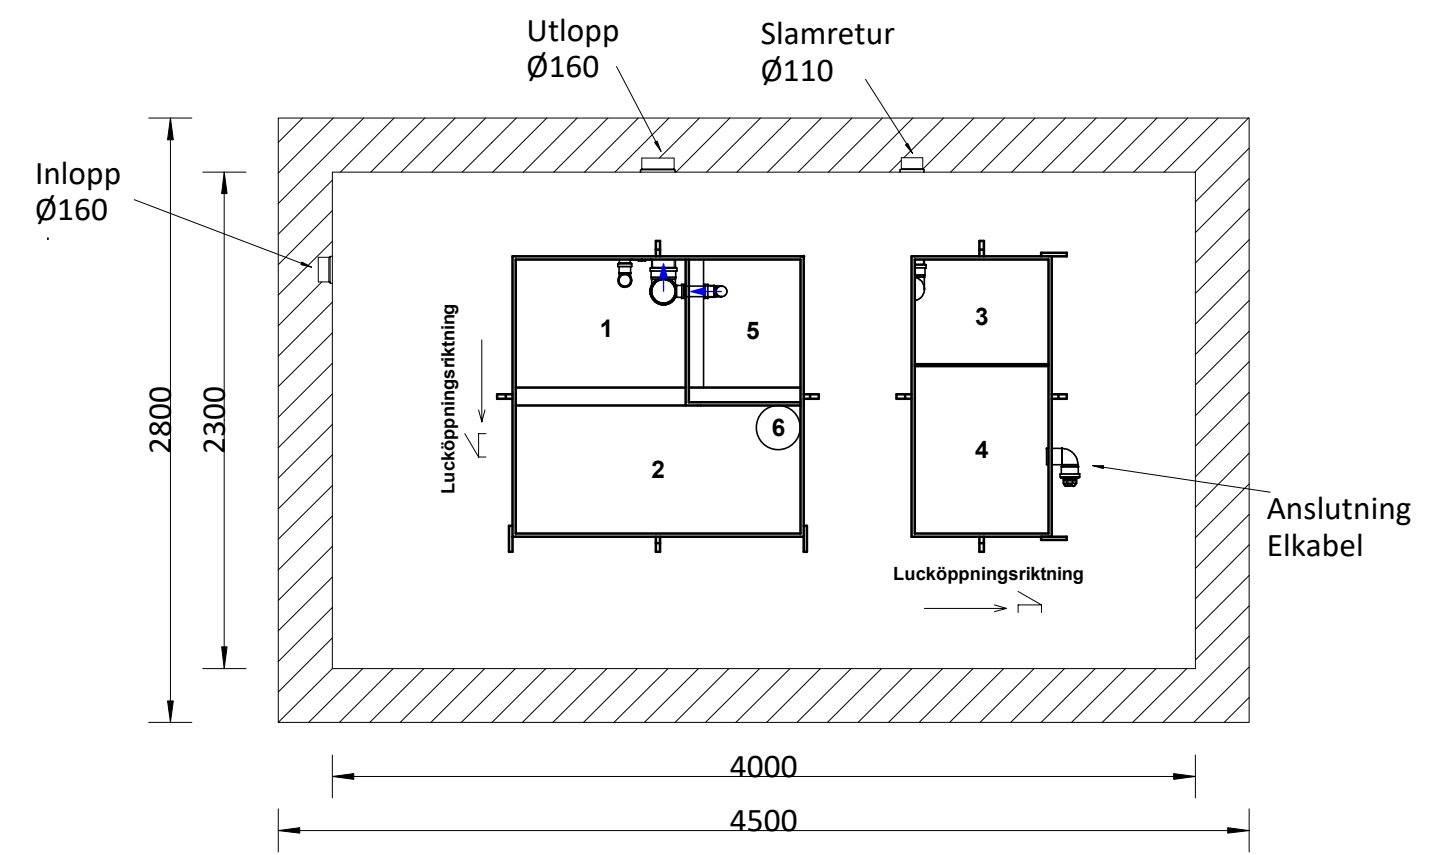 Utlopp
Ø160
Slamretur
Ø110
Inlopp
Ø160
.
2800
2300
Lucköppningsriktning
1
5
3
6
2
4
Anslutning
Elkabel
Lucköppningsriktning
4000
4500